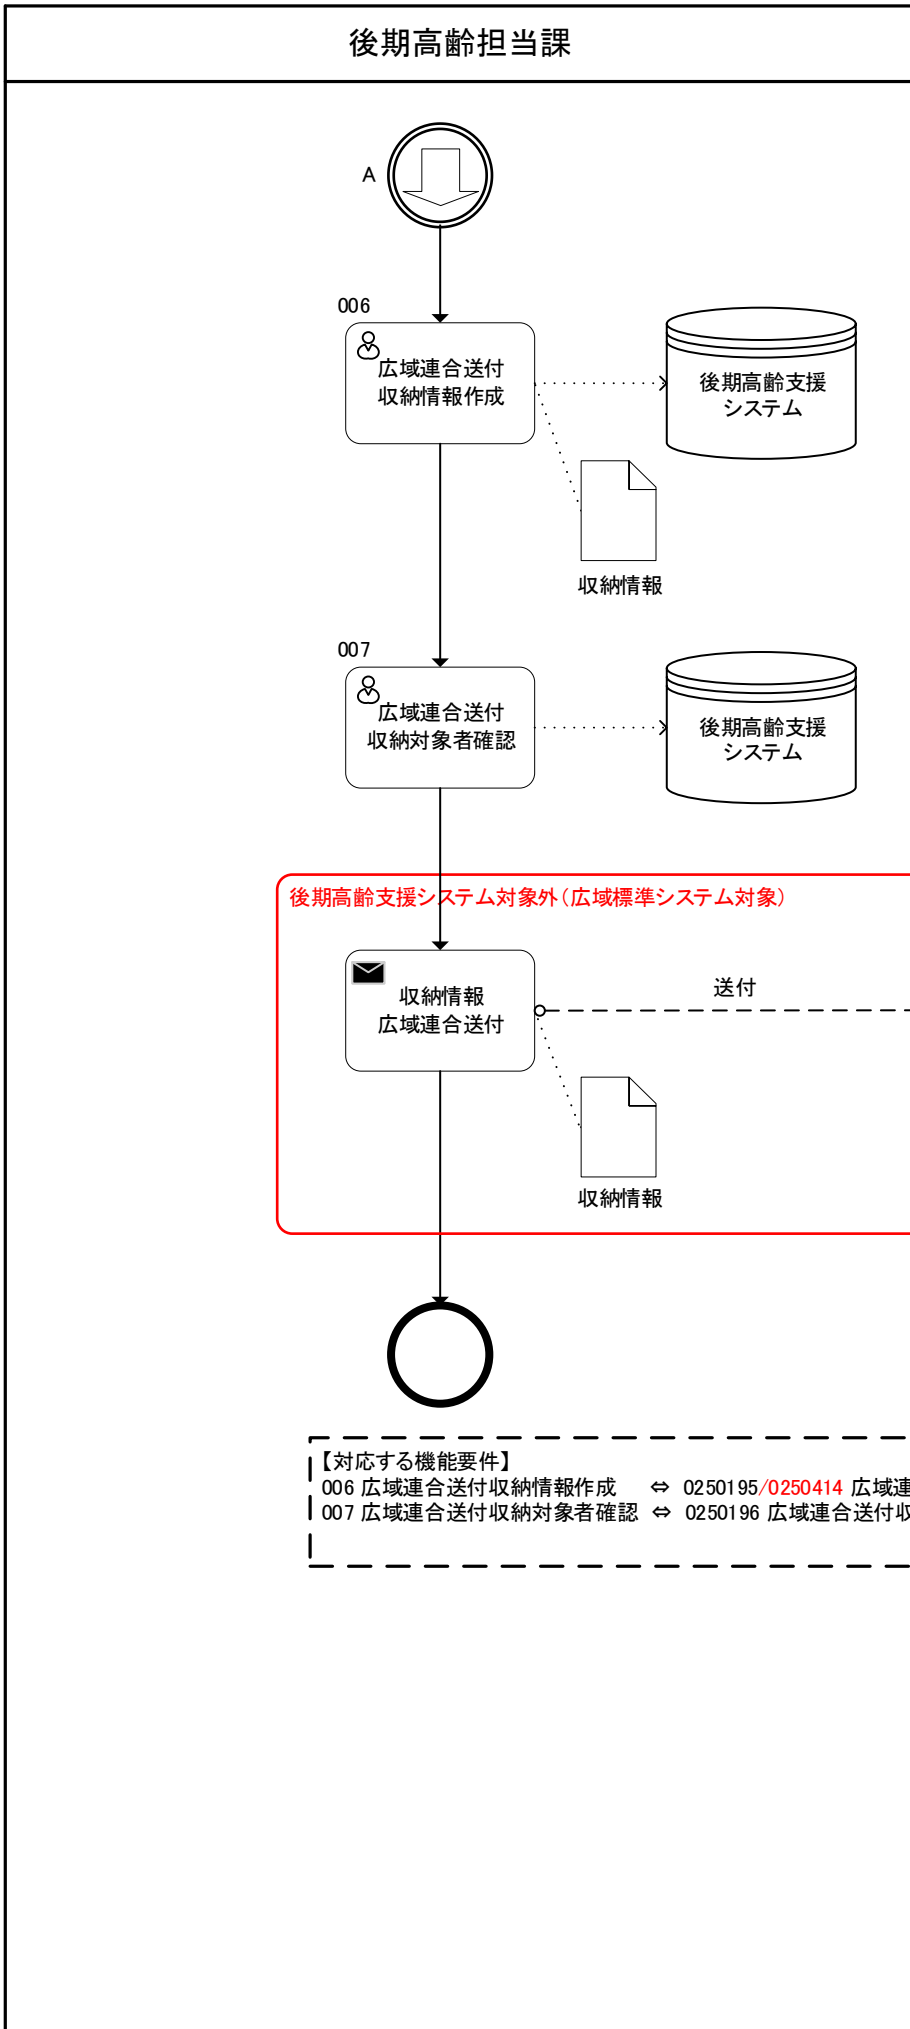 後期高齢担当課
A
006
広域連合送付
収納情報作成
後期高齢支援
システム
収納情報
007
広域連合送付
収納対象者確認
後期高齢支援
システム
後期高齢支援システム対象外（広域標準システム対象）
収納情報
広域連合送付
送付
収納情報
【対応する機能要件】
006 広域連合送付収納情報作成 ⇔ 0250195/0250414 広域連
007 広域連合送付収納対象者確認 ⇔ 0250196 広域連合送付収